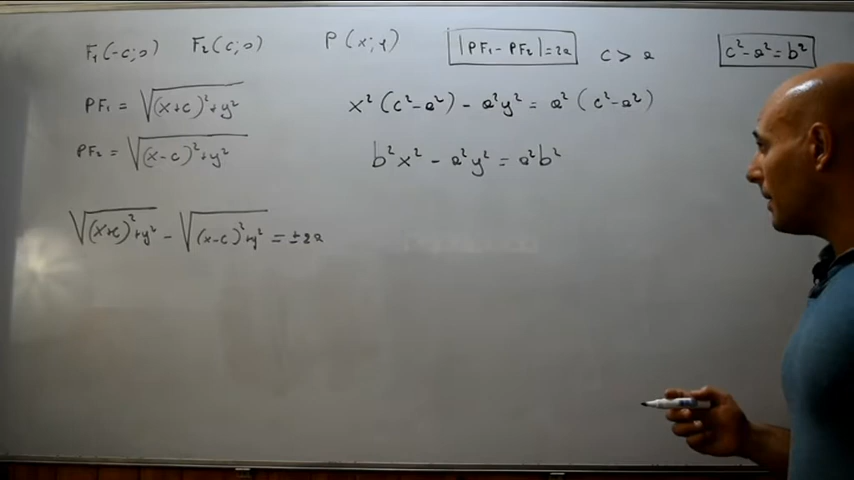 F₁(-c;0) F₂(c;0) P(x;y) |PF₁-PF₂|=2a c>a c²-a²=b²
PF₁ = √(x+c)²+y²
x²(c²-a²) - a²y² = a²(c²-a²)
PF₂ = √(x-c)²+y²
b²x² - a²y² = a²b²
√(x+c)²+y² - √(x-c)²+y² = ±2a